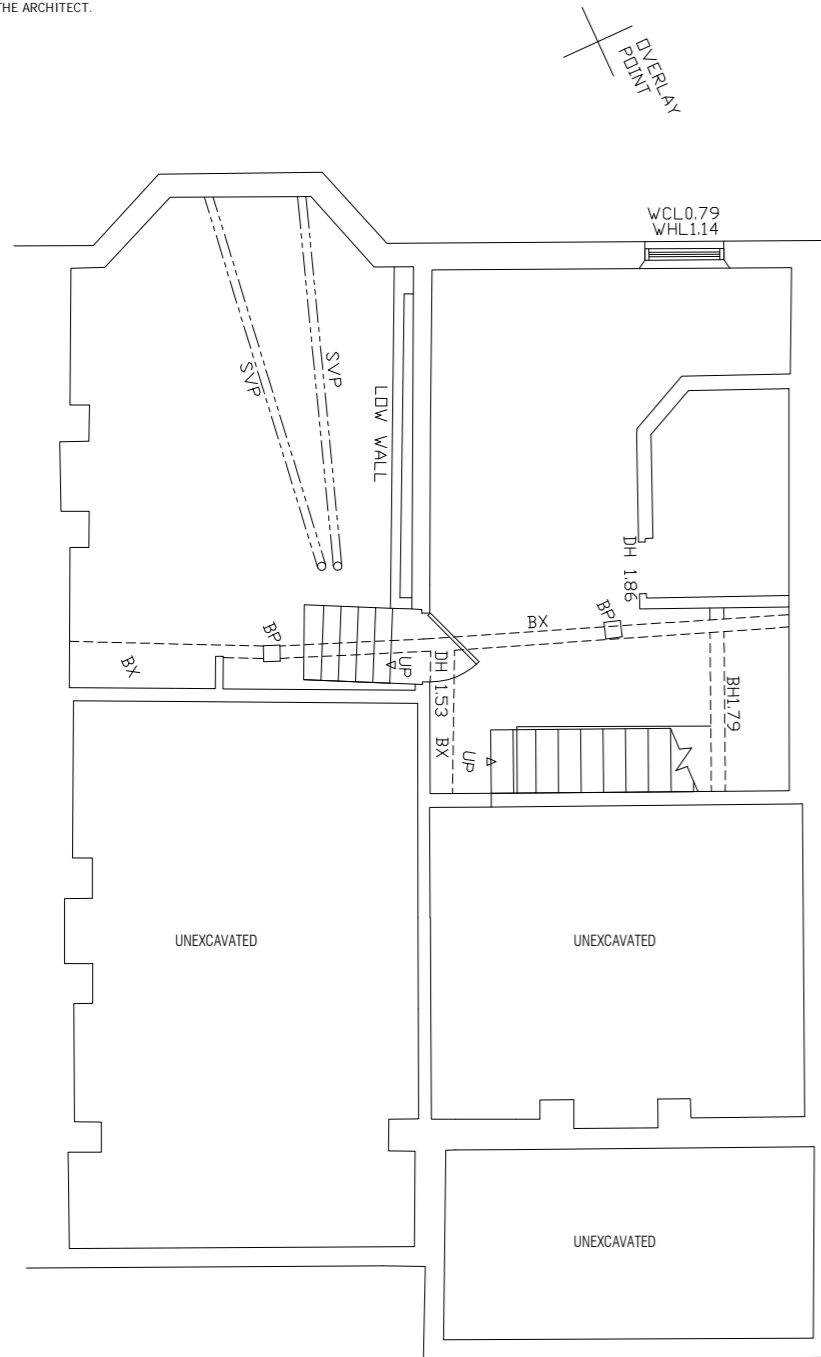 THE ARCHITECT.
OVERLAY
POINT
WCL0.79
WHL1.14
SVP
SVP
LOW WALL
DH 1.86
BP
BX
BP
BX
UP
DH 1.53
BX
UP
BH1.79
UNEXCAVATED
UNEXCAVATED
UNEXCAVATED